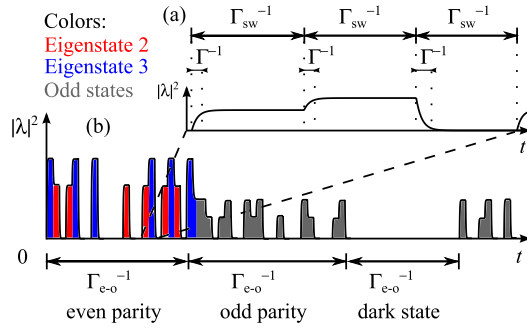 Colors:
Eigenstate 2
Eigenstate 3
Odd states
(a)
Γsw⁻¹ Γsw⁻¹ Γsw⁻¹
Γ⁻¹ Γ⁻¹ Γ⁻¹
|λ|²
t
|λ|²
(b)
0
t
Γe-o⁻¹ Γe-o⁻¹ Γe-o⁻¹
even parity odd parity dark state